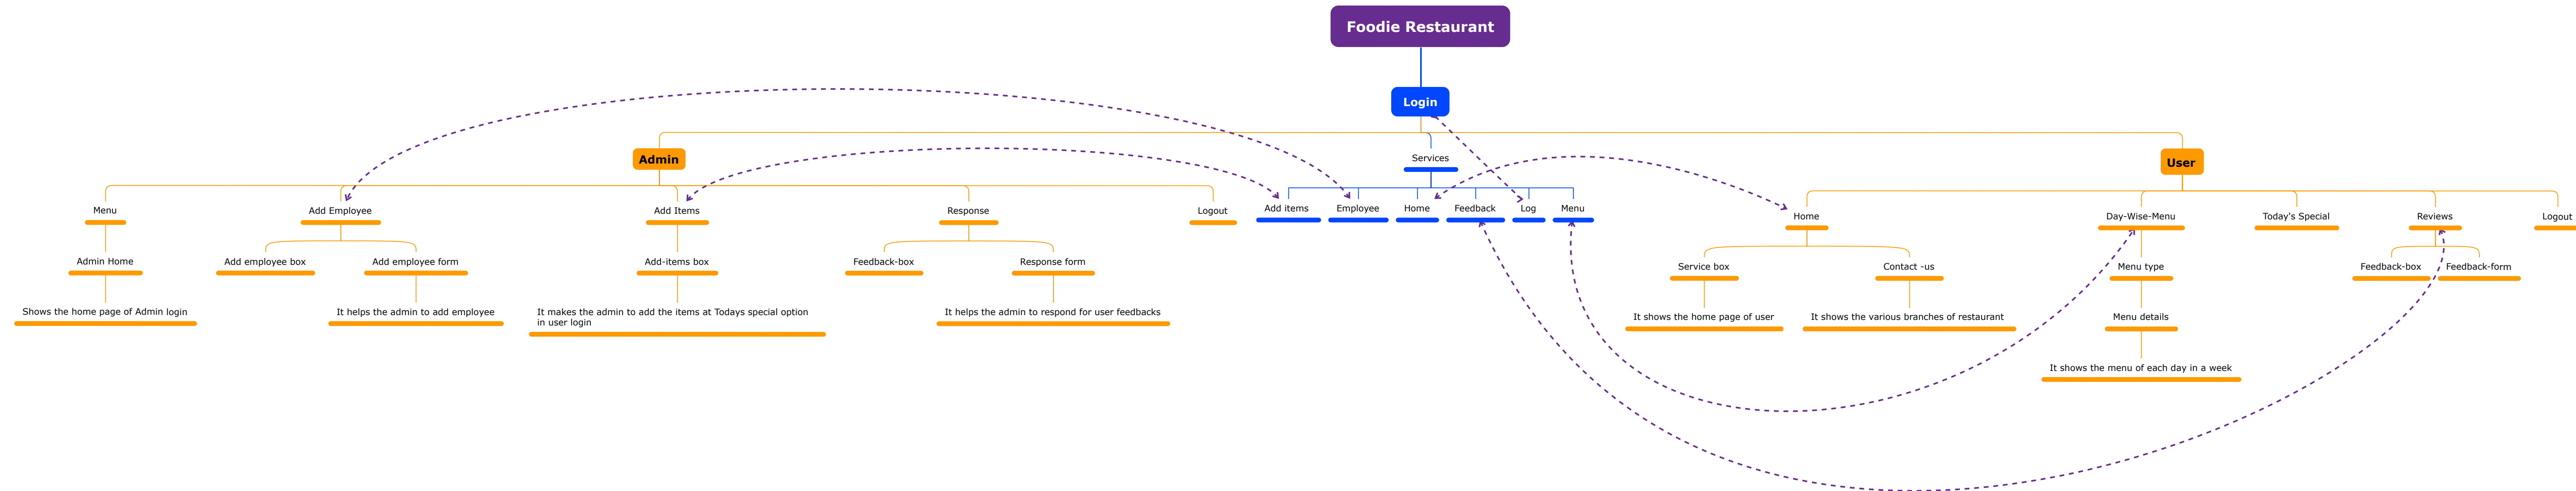 Foodie Restaurant
Login
Admin
Services
User
Menu
Add Employee
Add Items
Response
Logout
Add items
Employee
Home
Feedback
Log
Menu
Home
Day-Wise-Menu
Today's Special
Reviews
Logout
Admin Home
Add employee box
Add employee form
Add-items box
Feedback-box
Response form
Service box
Contact -us
Menu type
Feedback-box
Feedback-form
Shows the home page of Admin login
It helps the admin to add employee
It makes the admin to add the items at Todays special option
in user login
It helps the admin to respond for user feedbacks
It shows the home page of user
It shows the various branches of restaurant
Menu details
It shows the menu of each day in a week